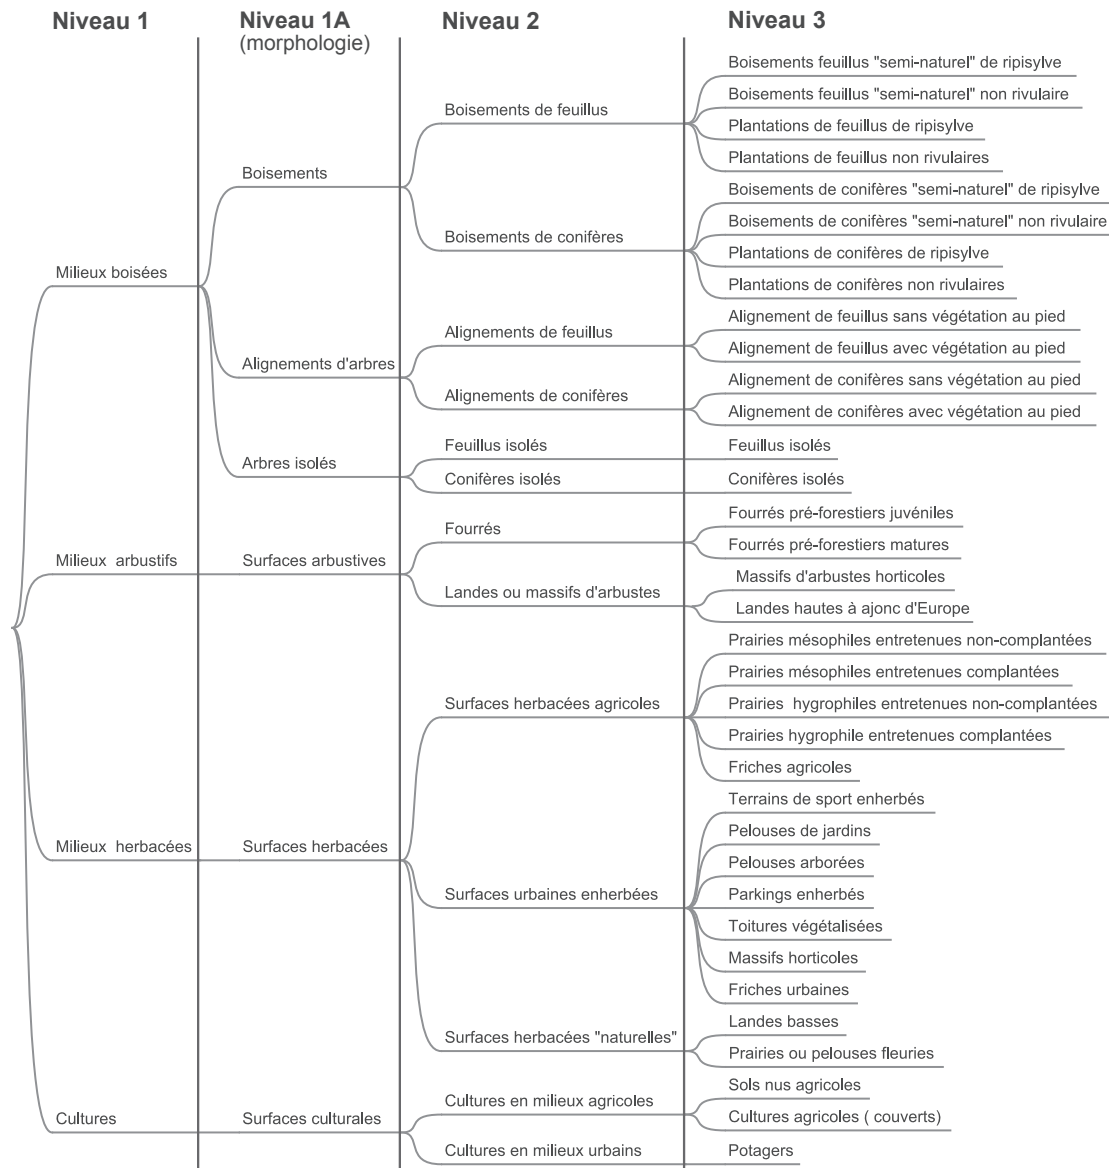 Niveau 1
Niveau 1A
(morphologie)
Niveau 2
Niveau 3
Milieux boisées
Boisements
Boisements de feuillus
Boisements feuillus "semi-naturel" de ripisylve
Boisements feuillus "semi-naturel" non rivulaire
Plantations de feuillus de ripisylve
Plantations de feuillus non rivulaires
Boisements de conifères
Boisements de conifères "semi-naturel" de ripisylve
Boisements de conifères "semi-naturel" non rivulaire
Plantations de conifères de ripisylve
Plantations de conifères non rivulaires
Alignements d'arbres
Alignements de feuillus
Alignement de feuillus sans végétation au pied
Alignement de feuillus avec végétation au pied
Alignements de conifères
Alignement de conifères sans végétation au pied
Alignement de conifères avec végétation au pied
Arbres isolés
Feuillus isolés
Feuillus isolés
Conifères isolés
Conifères isolés
Milieux arbustifs
Surfaces arbustives
Fourrés
Fourrés pré-forestiers juvéniles
Fourrés pré-forestiers matures
Landes ou massifs d'arbustes
Massifs d'arbustes horticoles
Landes hautes à ajonc d'Europe
Milieux herbacées
Surfaces herbacées
Surfaces herbacées agricoles
Prairies mésophiles entretenues non-complantées
Prairies mésophiles entretenues complantées
Prairies hygrophiles entretenues non-complantées
Prairies hygrophile entretenues complantées
Friches agricoles
Surfaces urbaines enherbées
Terrains de sport enherbés
Pelouses de jardins
Pelouses arborées
Parkings enherbés
Toitures végétalisées
Massifs horticoles
Friches urbaines
Surfaces herbacées "naturelles"
Landes basses
Prairies ou pelouses fleuries
Cultures
Surfaces culturales
Cultures en milieux agricoles
Sols nus agricoles
Cultures agricoles ( couverts)
Cultures en milieux urbains
Potagers